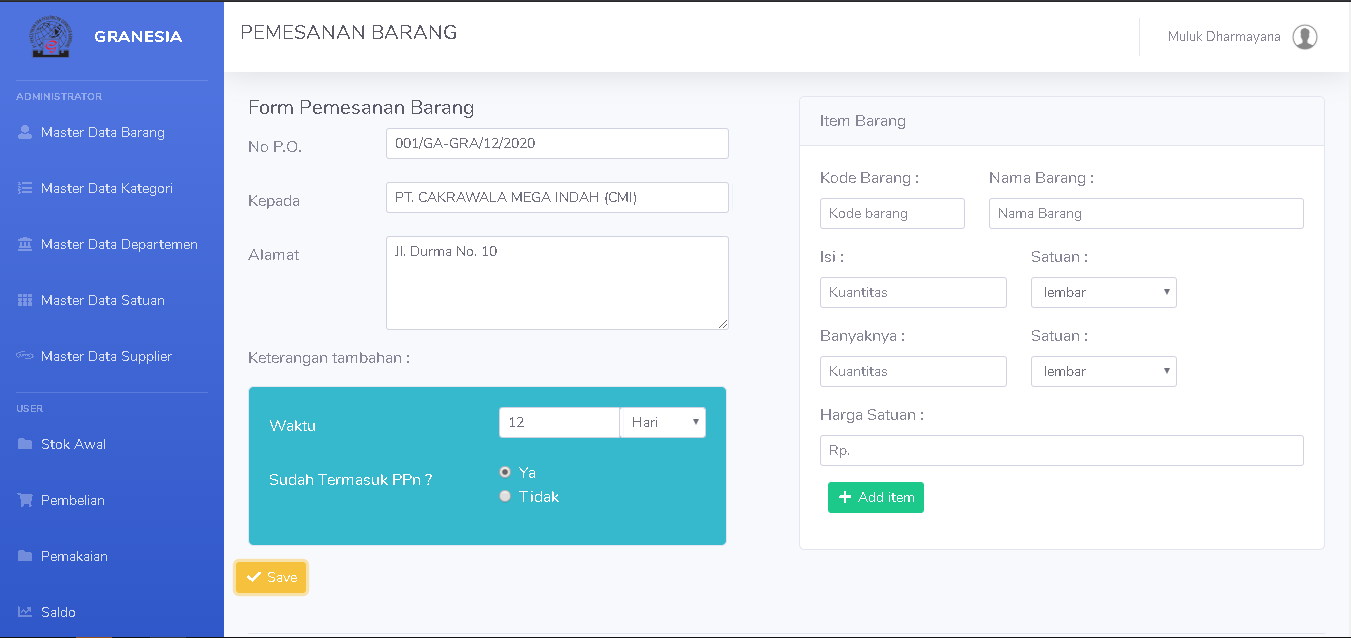 GRANESIA
ADMINISTRATOR
Master Data Barang
Master Data Kategori
Master Data Departemen
Master Data Satuan
Master Data Supplier
USER
Stok Awal
Pembelian
Pemakaian
Saldo
PEMESANAN BARANG
Muluk Dharmayana
Form Pemesanan Barang
No P.O.
001/GA-GRA/12/2020
Kepada
PT. CAKRAWALA MEGA INDAH (CMI)
Alamat
Jl. Durma No. 10
Keterangan tambahan :
Waktu
12
Hari
Sudah Termasuk PPn ?
Ya
Tidak
Save
Item Barang
Kode Barang :
Nama Barang :
Kode barang
Nama Barang
Isi :
Satuan :
Kuantitas
lembar
Banyaknya :
Satuan :
Kuantitas
lembar
Harga Satuan :
Rp.
Add item